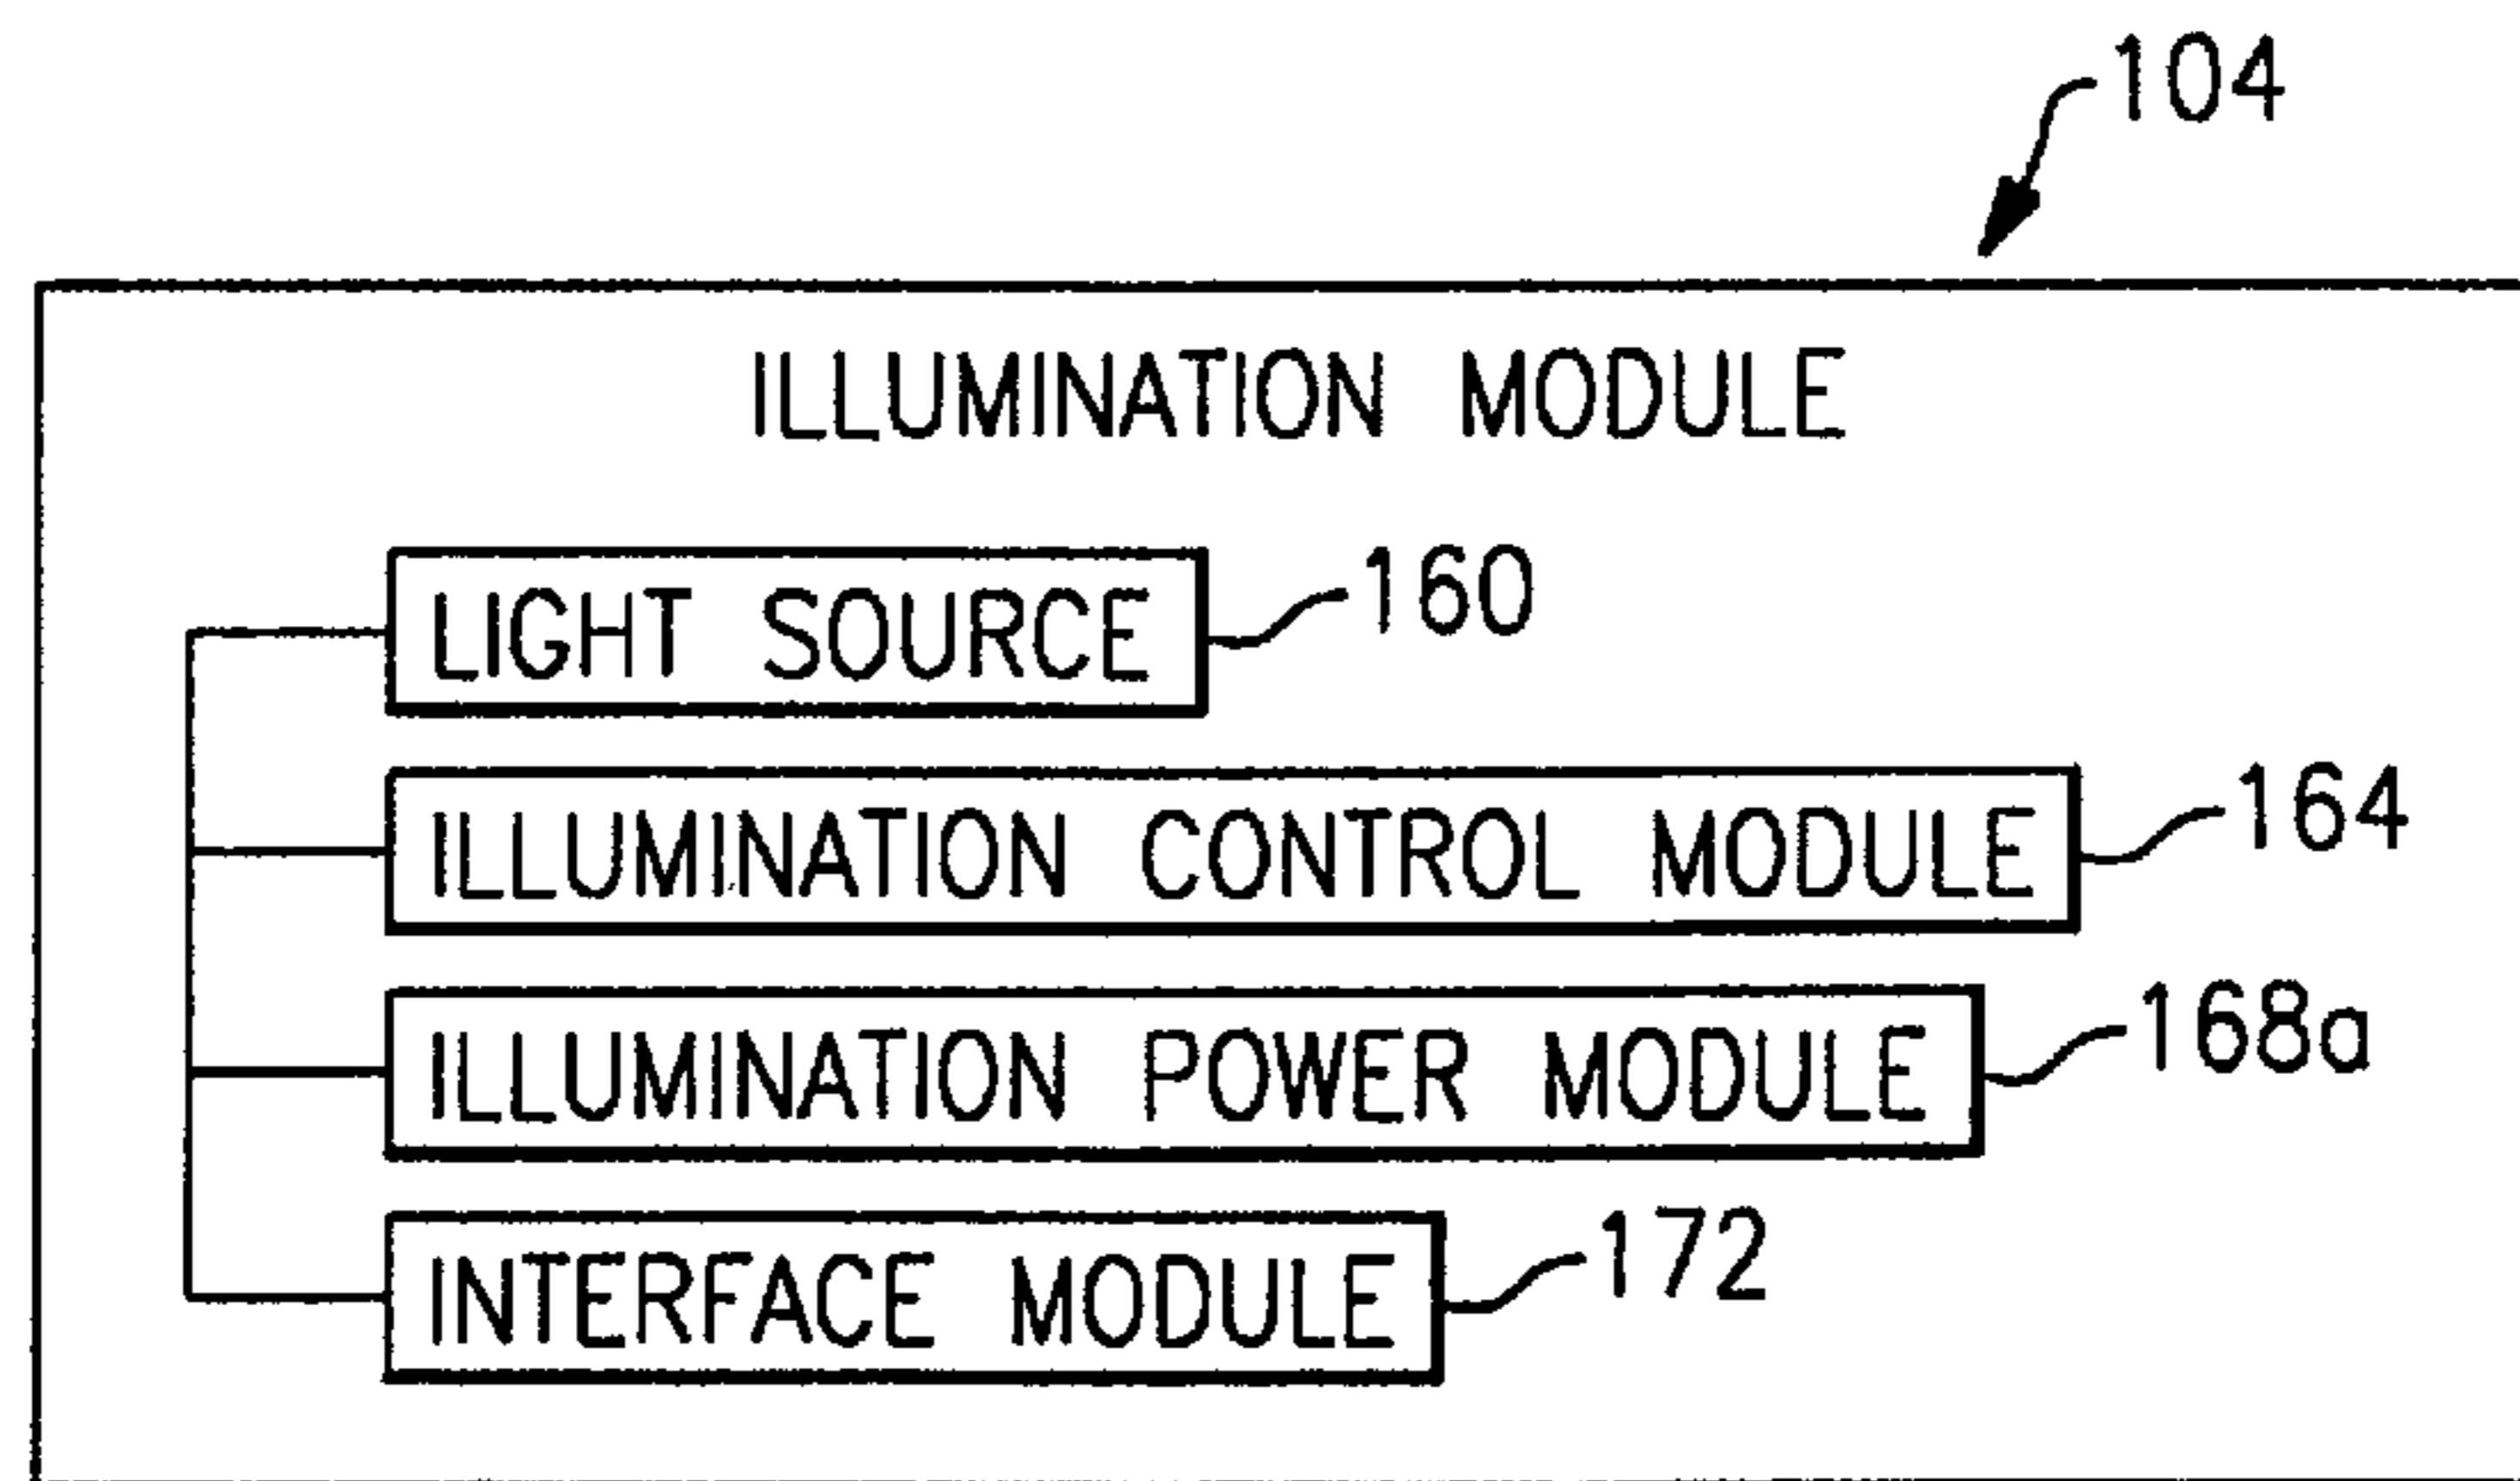 104
ILLUMINATION MODULE
LIGHT SOURCE 160
ILLUMINATION CONTROL MODULE 164
ILLUMINATION POWER MODULE 168a
INTERFACE MODULE 172